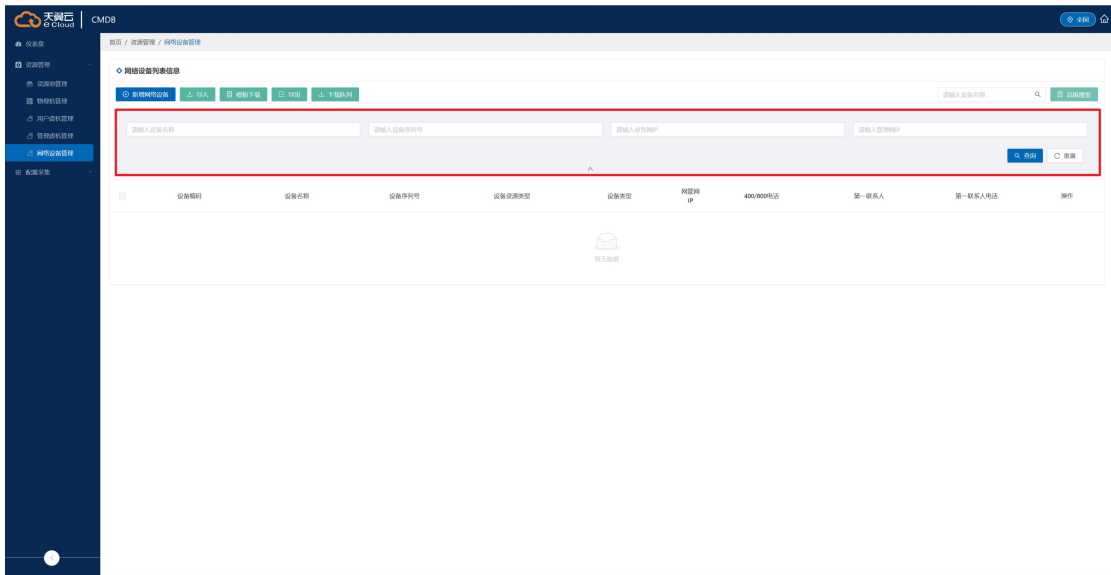 天翼云 e Cloud CMDB 全国
仪表盘
资源管理
资源池管理
物理机管理
用户虚机管理
管理虚机管理
网络设备管理
配置采集
首页 / 资源管理 / 网络设备管理
网络设备列表信息
新增网络设备 导入 模板下载 导出 下载队列 请输入设备名称 高级搜索
请输入设备名称 请输入设备序列号 请输入业务网IP 请输入管理网IP
查询 重置
设备编码 设备名称 设备序列号 设备资源类型 设备类型 网管网IP 400/800电话 第一联系人 第一联系人电话 操作
暂无数据